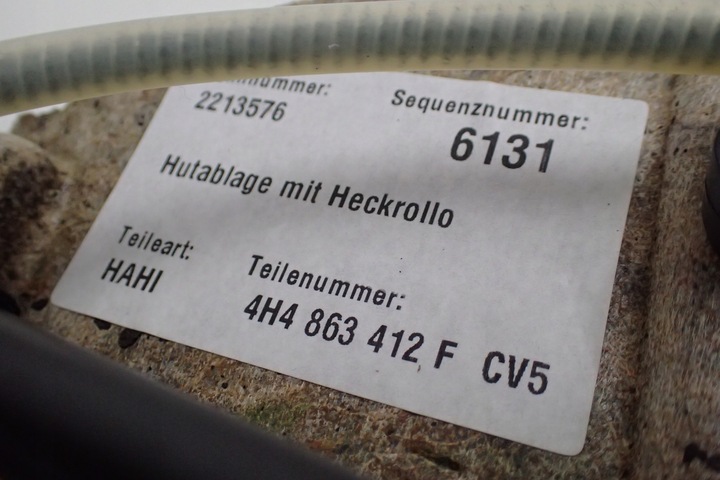 Sequenznummer:
2213576
6131
Hutablage mit Heckrollo
Teileart:
Teilenummer:
HAHI
4H4 863 412 F CV5